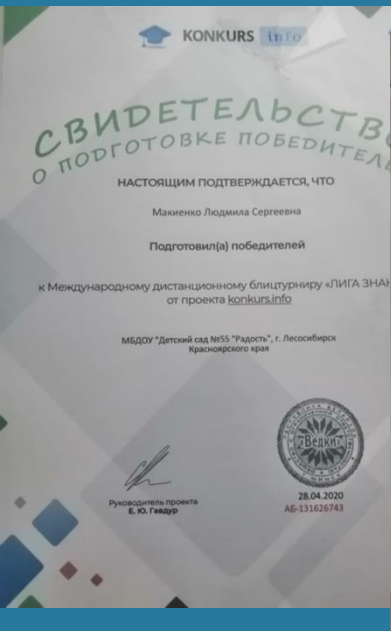 KONKURS info
СВИДЕТЕЛЬСТВ
О ПОДГОТОВКЕ ПОБЕДИТЕЛ
НАСТОЯЩИМ ПОДТВЕРЖДАЕТСЯ, ЧТО
Макиенко Людмила Сергеевна
Подготовил(а) победителей
к Международному дистанционному блицтурниру «ЛИГА ЗНАН
от проекта konkurs.info
МБДОУ "Детский сад №55 "Радость", г. Лесосибирск
Красноярского края
"Ведки"
Руководитель проекта
Е. Ю. Гавдур
28.04.2020
АБ-131626743